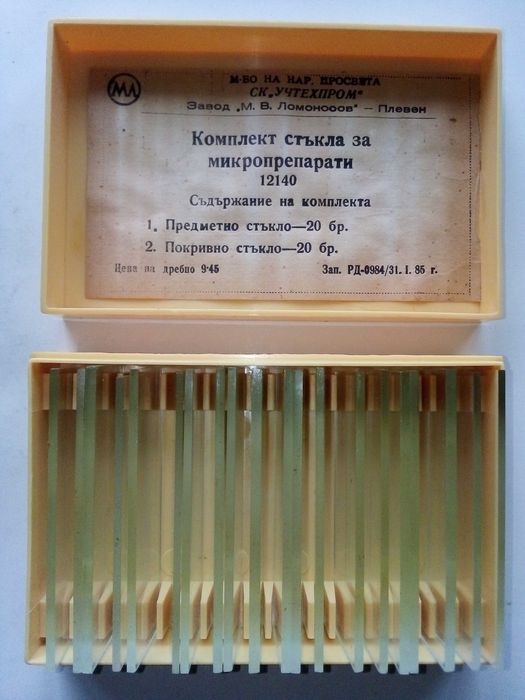 МЛ
М-ВО НА НАР. ПРОСВЕТА
СК „УЧТЕХПРОМ"
Завод „М. В. Ломоносов" – Плевен
Комплект стъкла за
микропрепарати
12140
Съдържание на комплекта
1. Предметно стъкло—20 бр.
2. Покривно стъкло—20 бр.
Цена на дребно 9·45 Зап. РД-0984/31. I. 85 г.